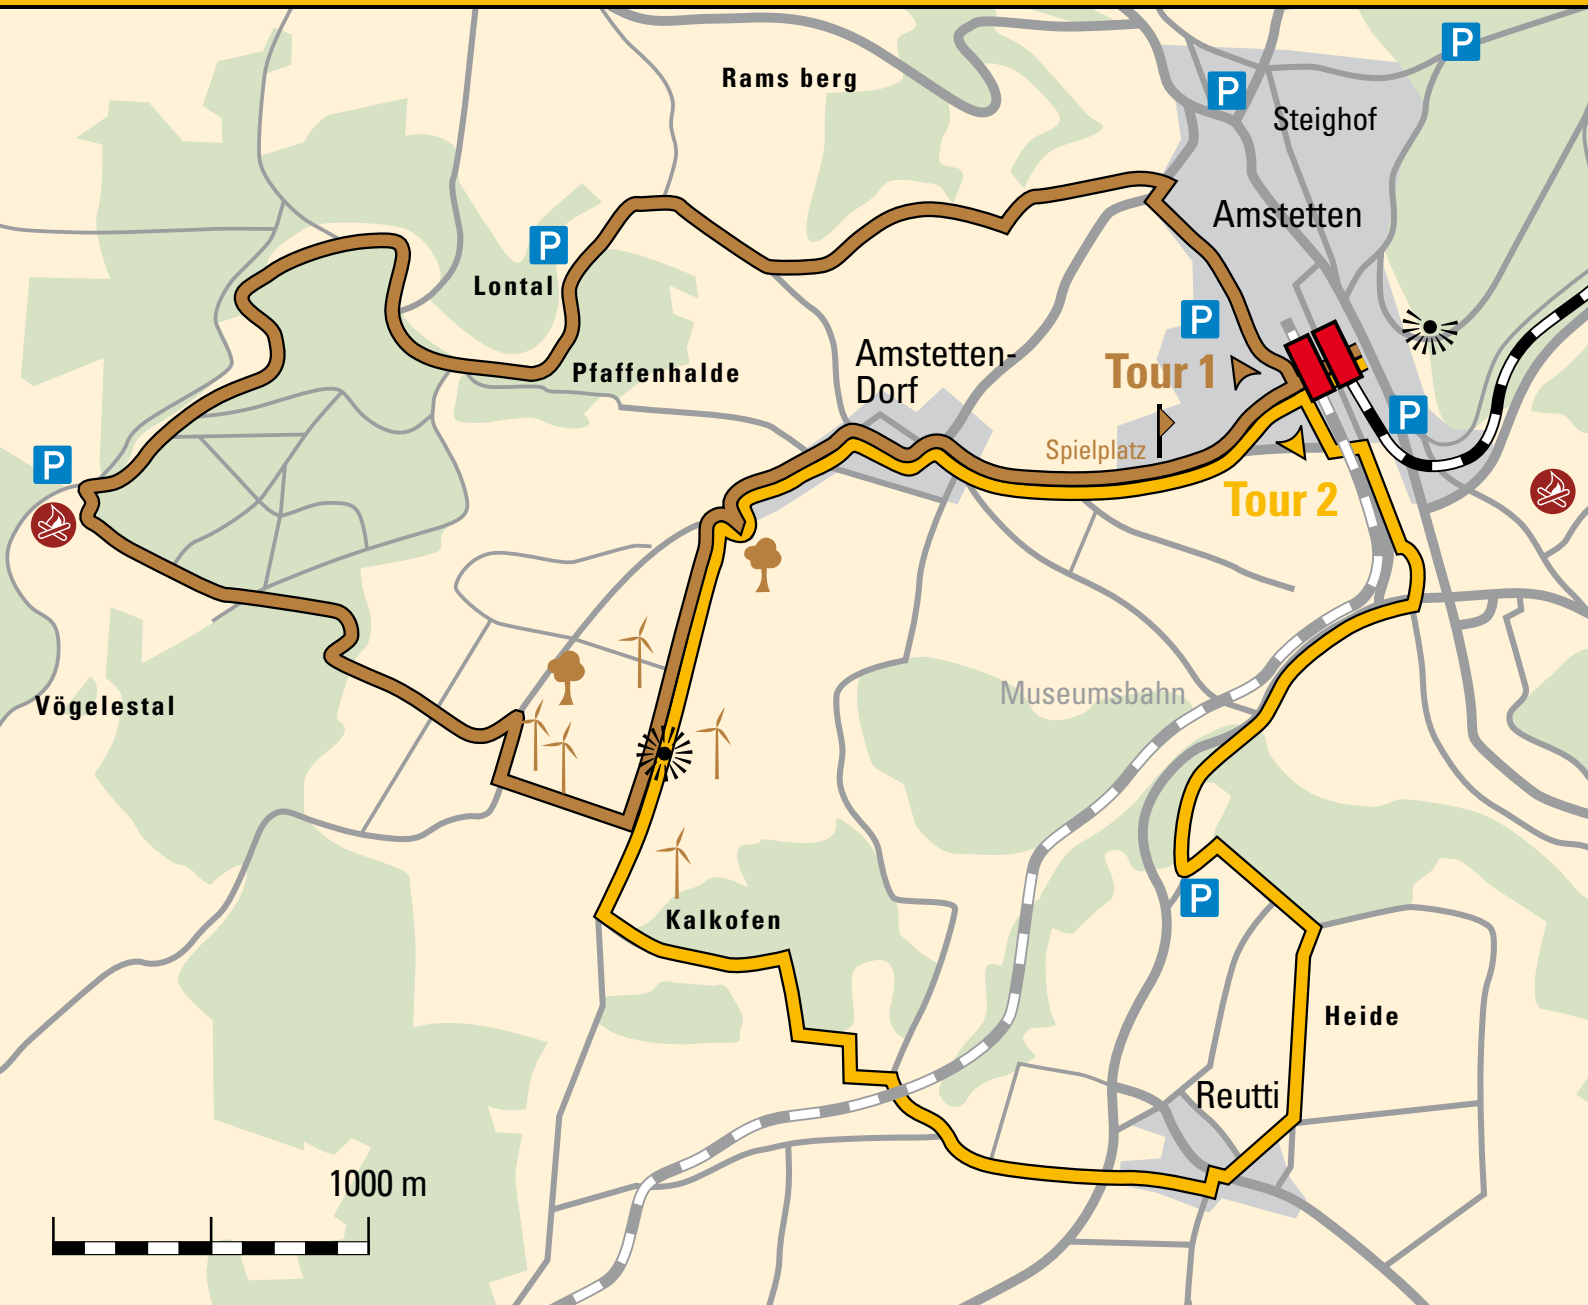 P
Rams berg
P
Steighof
Amstetten
P
Lontal
P
Amstetten-
Dorf
Pfaffenhalde
Tour 1
P
P
Spielplatz
Tour 2
Vögelestal
Museumsbahn
P
Kalkofen
Heide
Reutti
1000 m